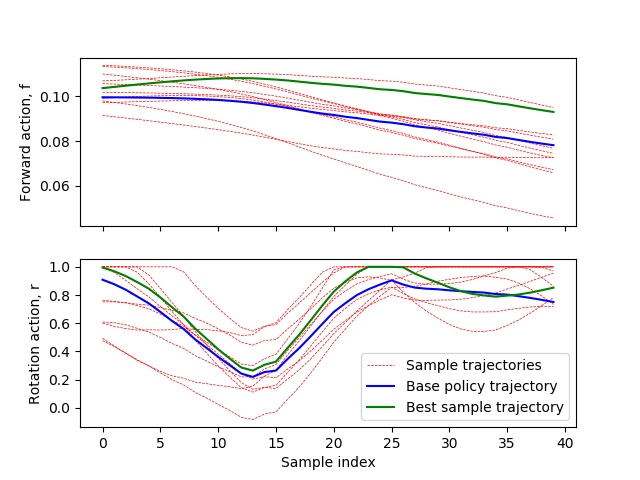 Forward action, f
0.10
0.08
0.06
Rotation action, r
1.0
0.8
0.6
0.4
0.2
0.0
Sample trajectories
Base policy trajectory
Best sample trajectory
0 5 10 15 20 25 30 35 40
Sample index